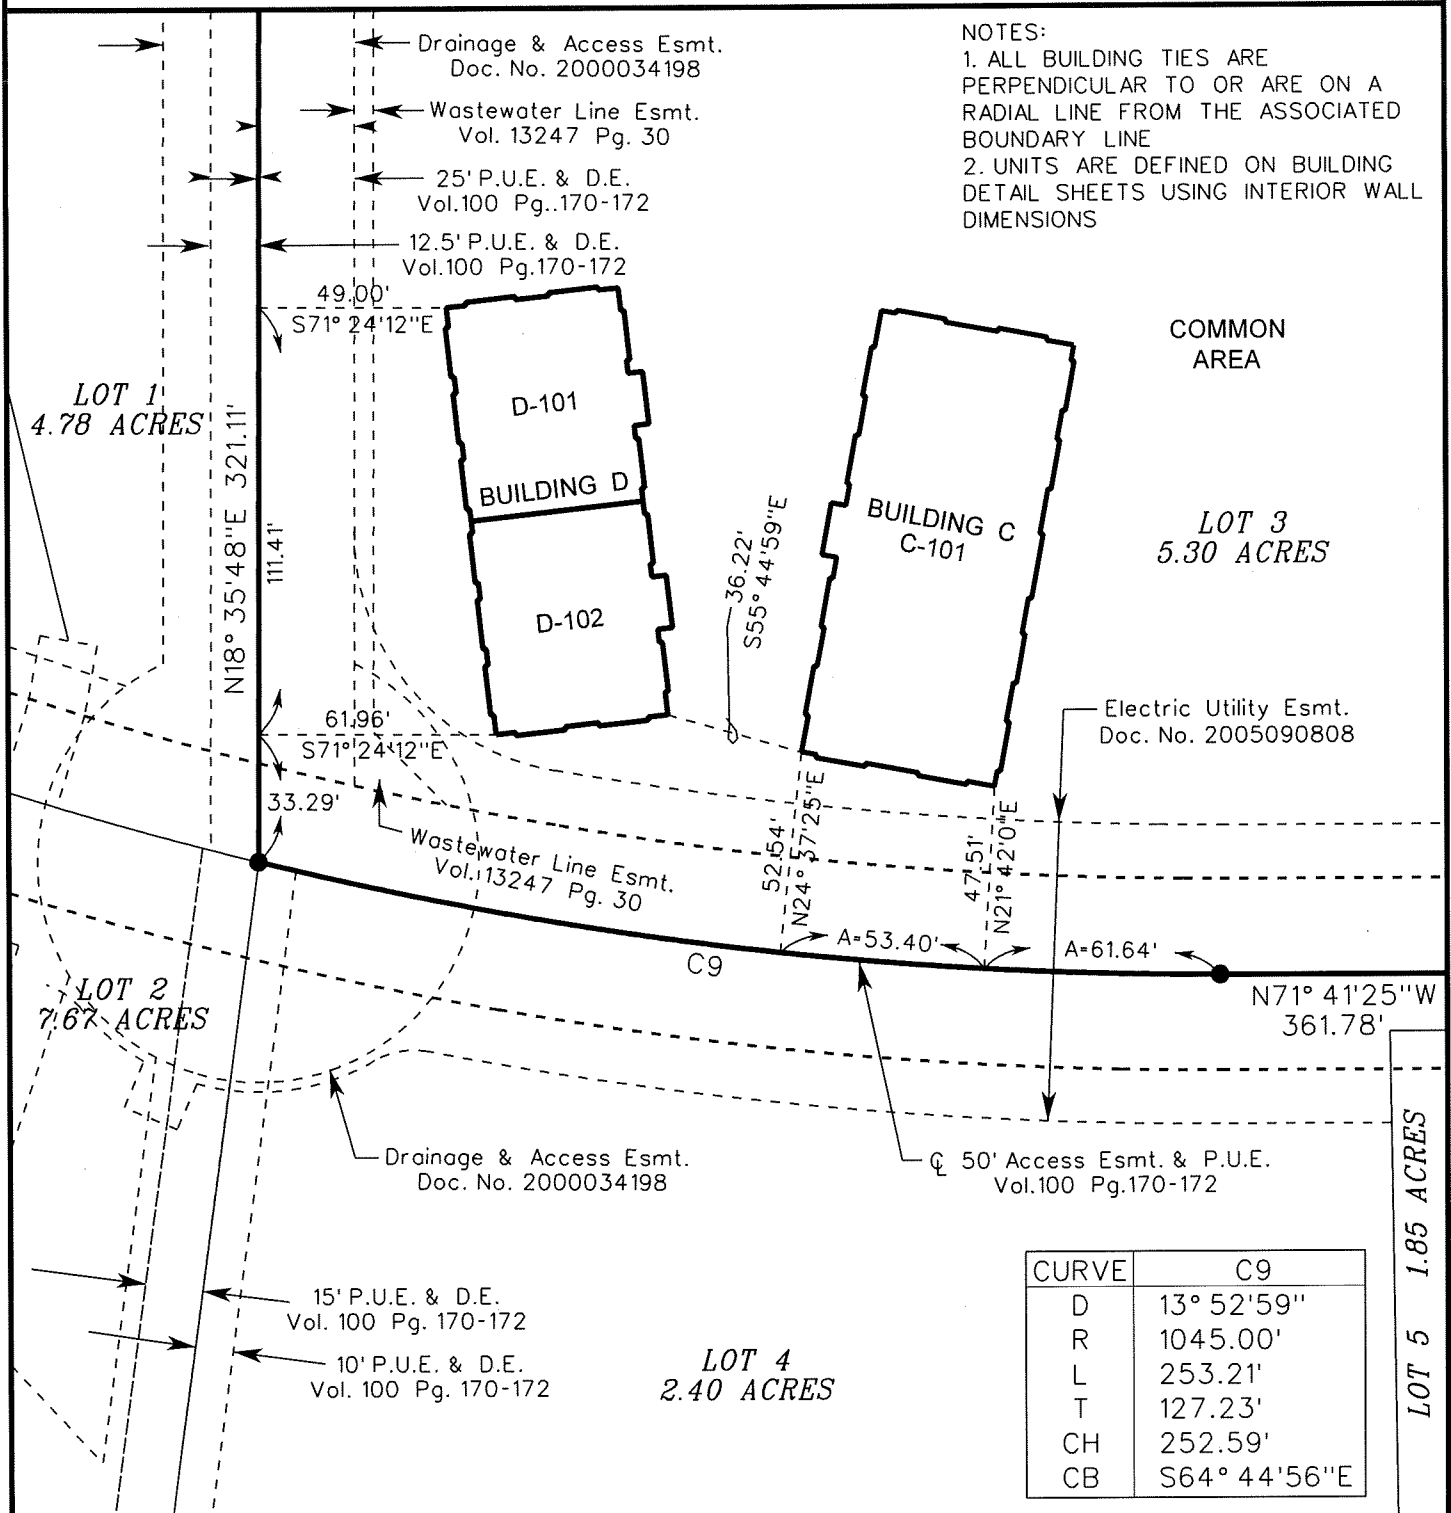 Drainage & Access Esmt.
Doc. No. 2000034198
Wastewater Line Esmt.
Vol. 13247 Pg. 30
25' P.U.E. & D.E.
Vol.100 Pg..170-172
12.5' P.U.E. & D.E.
Vol.100 Pg.170-172
NOTES:
1. ALL BUILDING TIES ARE
PERPENDICULAR TO OR ARE ON A
RADIAL LINE FROM THE ASSOCIATED
BOUNDARY LINE
2. UNITS ARE DEFINED ON BUILDING
DETAIL SHEETS USING INTERIOR WALL
DIMENSIONS
49.00'
S71° 24'12"E
COMMON
AREA
LOT 1
4.78 ACRES
N18° 35'48"E 321.11'
111.41'
D-101
BUILDING D
D-102
BUILDING C
C-101
36.22'
S55° 44'59"E
LOT 3
5.30 ACRES
61.96'
S71° 24'12"E
33.29'
Electric Utility Esmt.
Doc. No. 2005090808
Wastewater Line Esmt.
Vol. 13247 Pg. 30
52.54'
N24° 37'25"E
47.51'
N21° 42'0"E
A=53.40'
A=61.64'
C9
N71° 41'25"W
361.78'
LOT 2
7.67 ACRES
Drainage & Access Esmt.
Doc. No. 2000034198
℄ 50' Access Esmt. & P.U.E.
Vol.100 Pg.170-172
15' P.U.E. & D.E.
Vol. 100 Pg. 170-172
10' P.U.E. & D.E.
Vol. 100 Pg. 170-172
LOT 4
2.40 ACRES
LOT 5 1.85 ACRES
CURVE C9
D 13° 52'59"
R 1045.00'
L 253.21'
T 127.23'
CH 252.59'
CB S64° 44'56"E